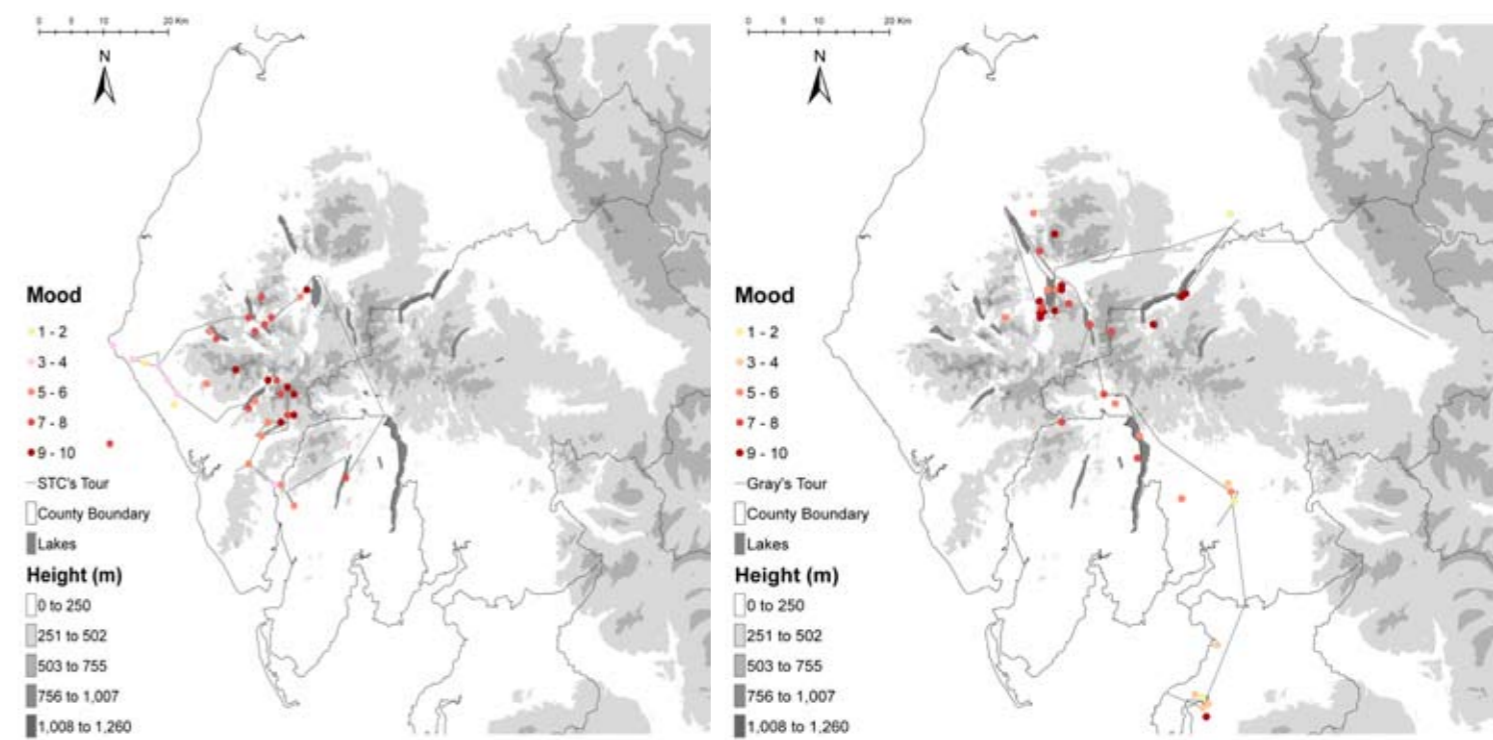 0 5 10 20 Km
N
Mood
1 - 2
3 - 4
5 - 6
7 - 8
9 - 10
STC's Tour
County Boundary
Lakes
Height (m)
0 to 250
251 to 502
503 to 755
756 to 1,007
1,008 to 1,260
0 5 10 20 Km
N
Mood
1 - 2
3 - 4
5 - 6
7 - 8
9 - 10
Gray's Tour
County Boundary
Lakes
Height (m)
0 to 250
251 to 502
503 to 755
756 to 1,007
1,008 to 1,260